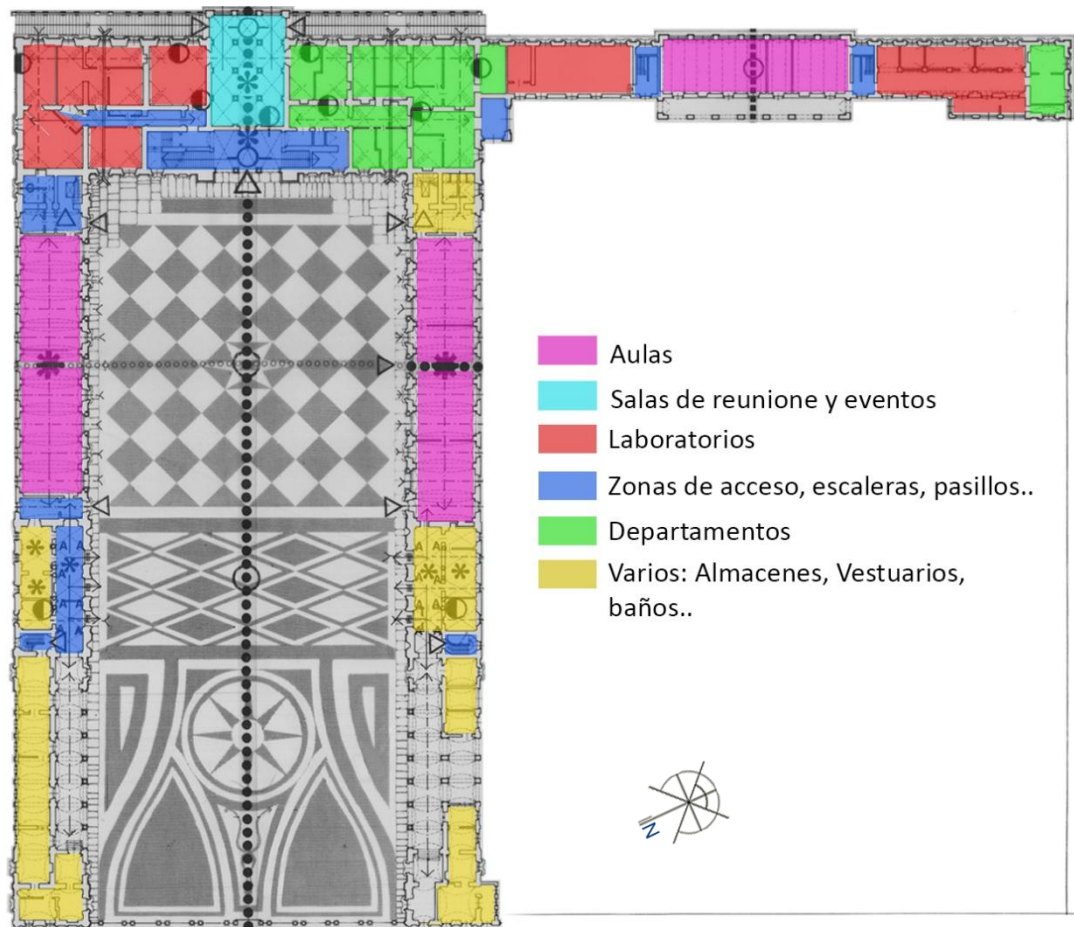 Aulas
Salas de reunione y eventos
Laboratorios
Zonas de acceso, escaleras, pasillos..
Departamentos
Varios: Almacenes, Vestuarios,
baños..
A A
A A
A A
A A
A A
A A
N